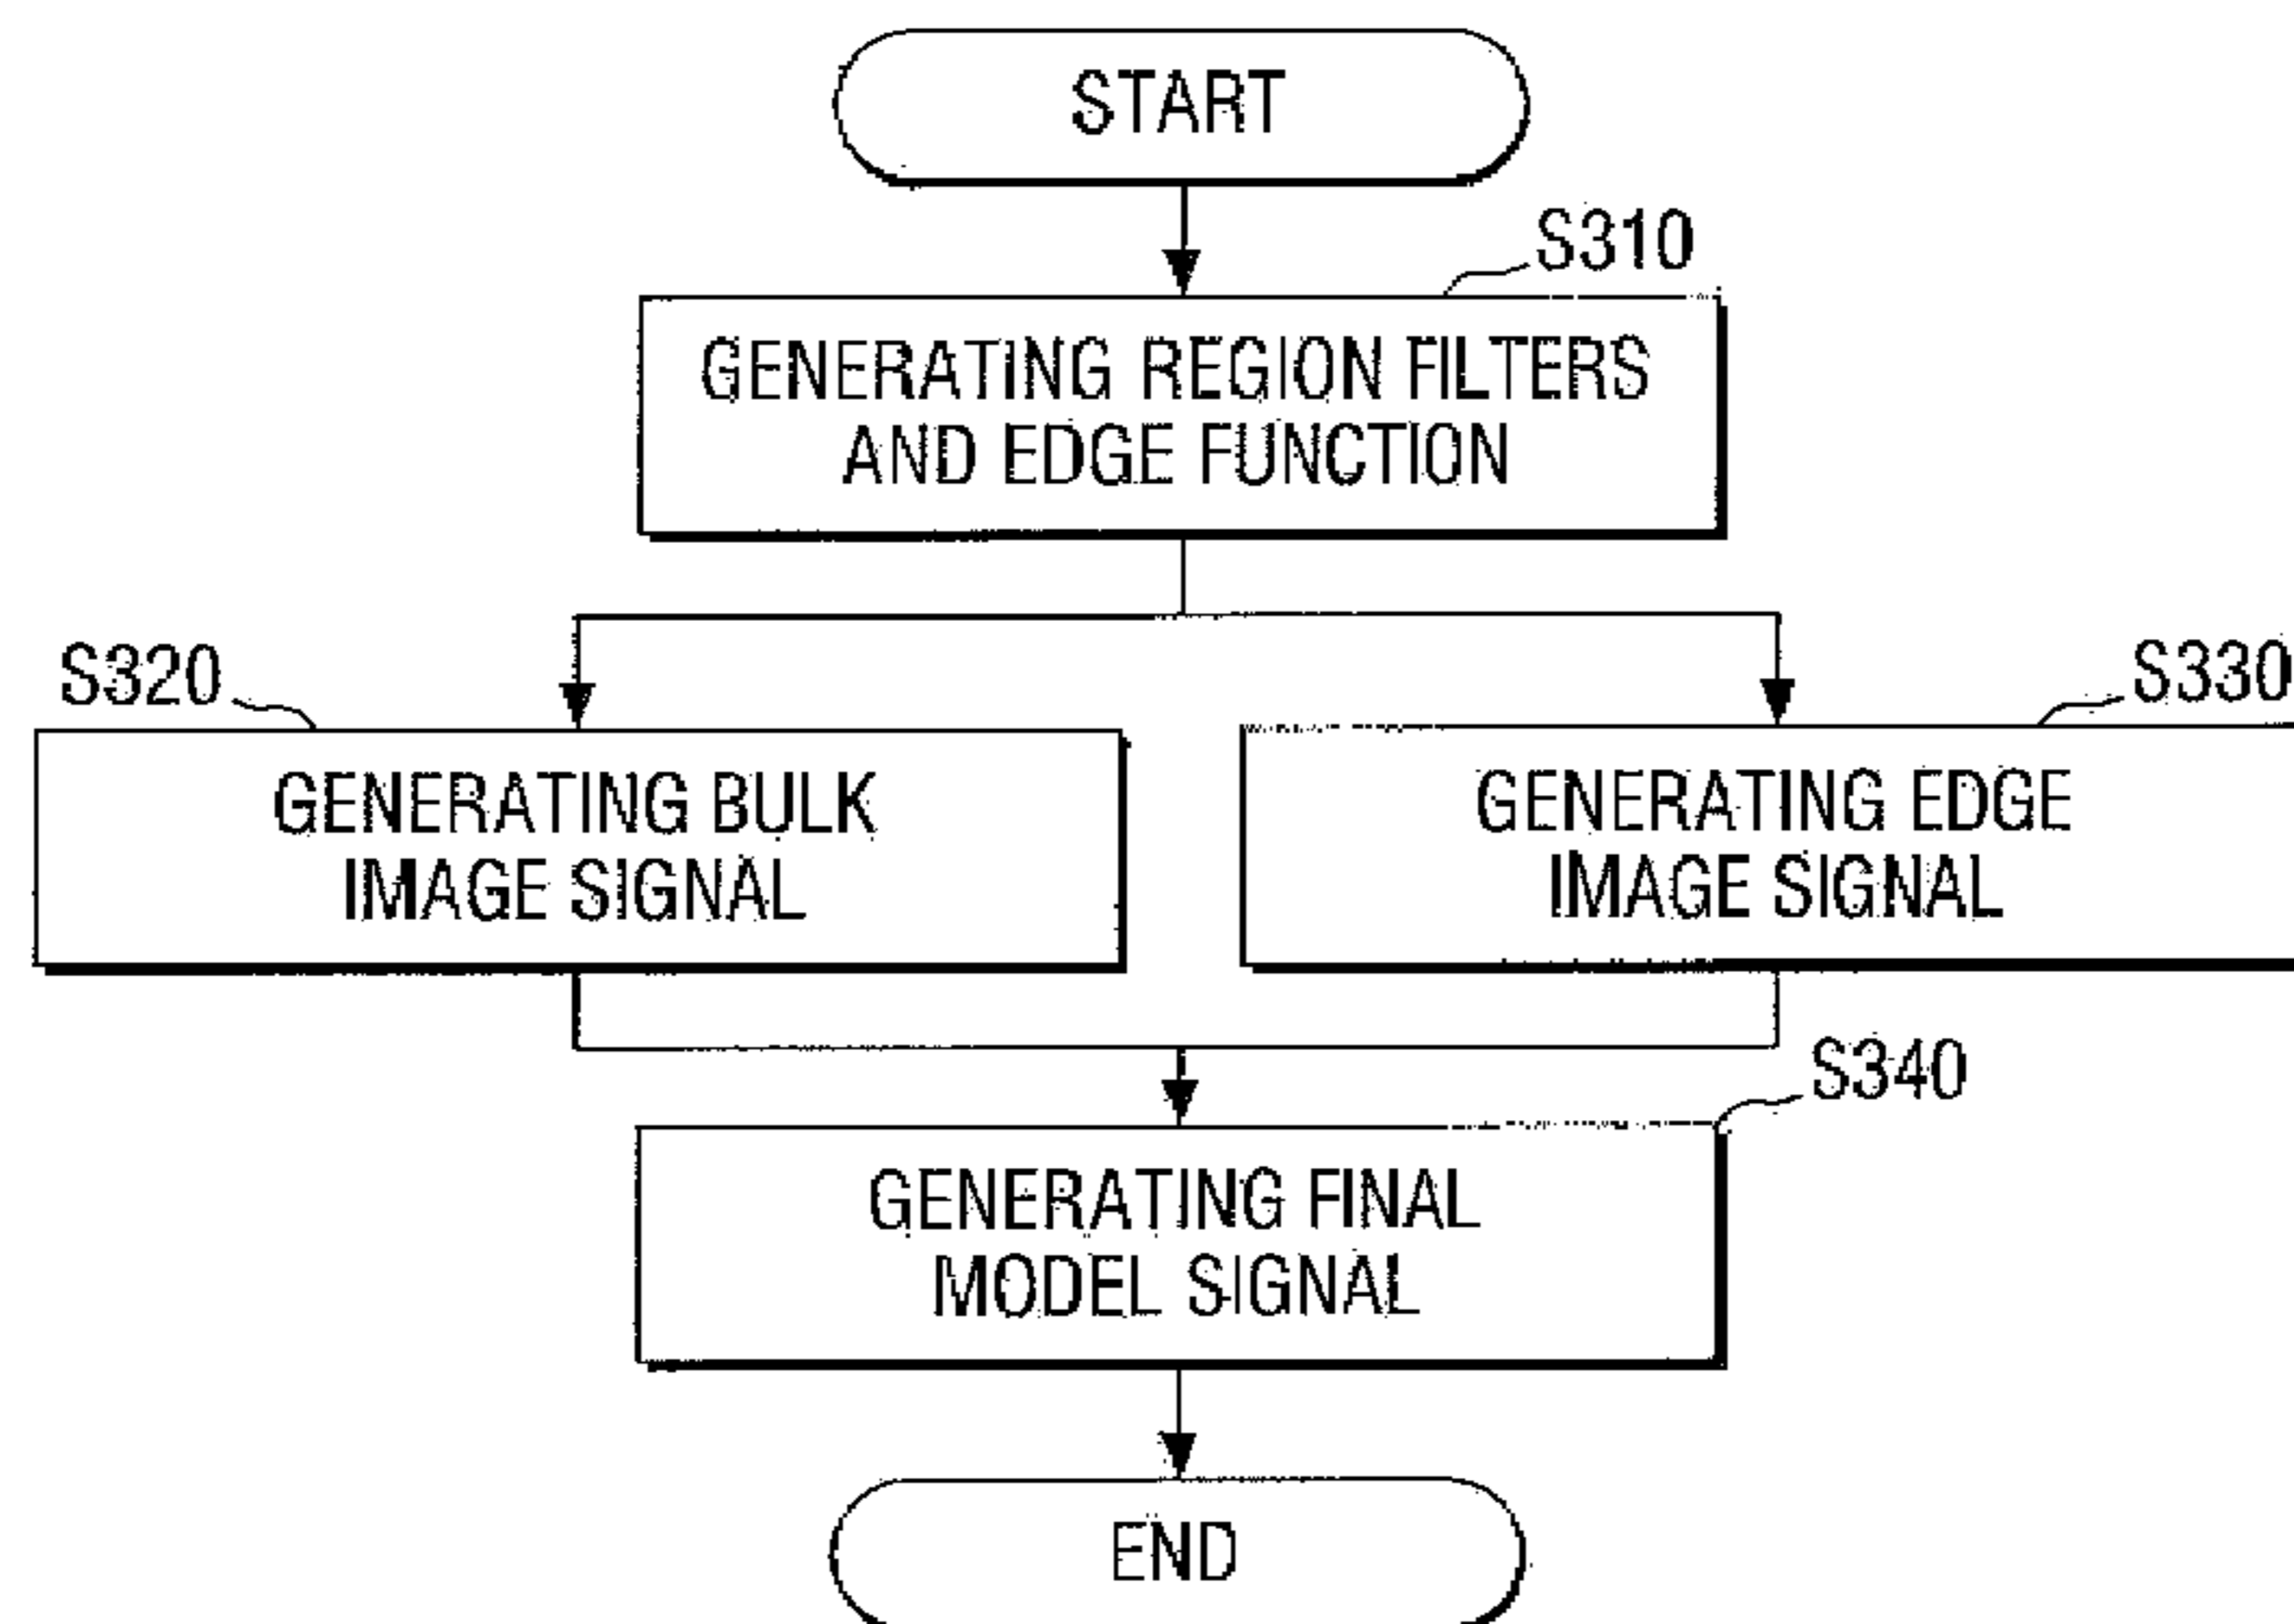 START
S310
GENERATING REGION FILTERS
AND EDGE FUNCTION
S320
GENERATING BULK
IMAGE SIGNAL
S330
GENERATING EDGE
IMAGE SIGNAL
S340
GENERATING FINAL
MODEL SIGNAL
END